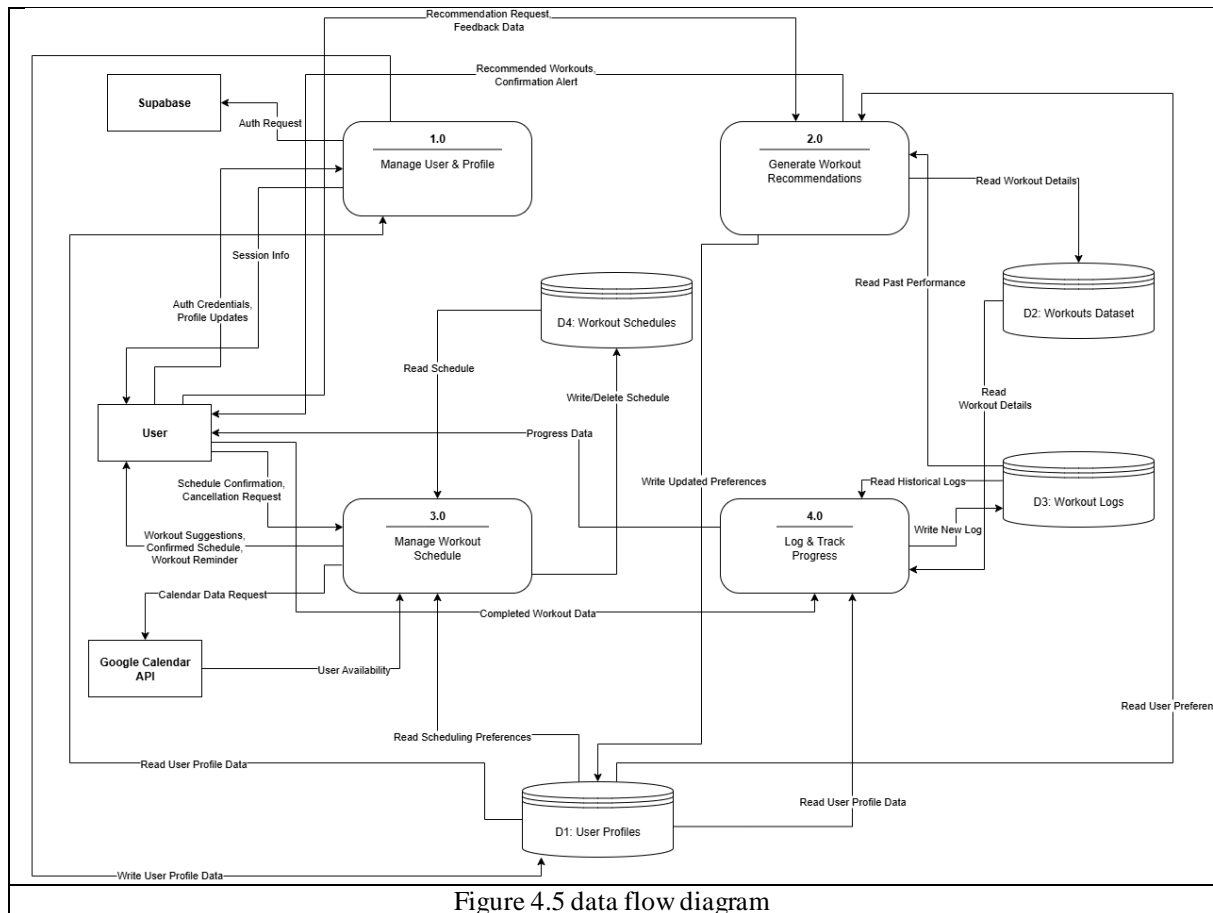 Recommendation Request,
Feedback Data
Recommended Workouts,
Confirmation Alert
Supabase
Auth Request
1.0
Manage User & Profile
2.0
Generate Workout
Recommendations
Read Workout Details
Session Info
Read Past Performance
Auth Credentials,
Profile Updates
D4: Workout Schedules
D2: Workouts Dataset
Read Schedule
Write/Delete Schedule
Read
Workout Details
User
Progress Data
Schedule Confirmation,
Cancellation Request
Write Updated Preferences
Read Historical Logs
D3: Workout Logs
3.0
Manage Workout
Schedule
4.0
Log & Track
Progress
Write New Log
Workout Suggestions,
Confirmed Schedule,
Workout Reminder
Calendar Data Request
Completed Workout Data
Google Calendar
API
User Availability
Read User Preferen
Read Scheduling Preferences
Read User Profile Data
Read User Profile Data
D1: User Profiles
Write User Profile Data
Figure 4.5 data flow diagram